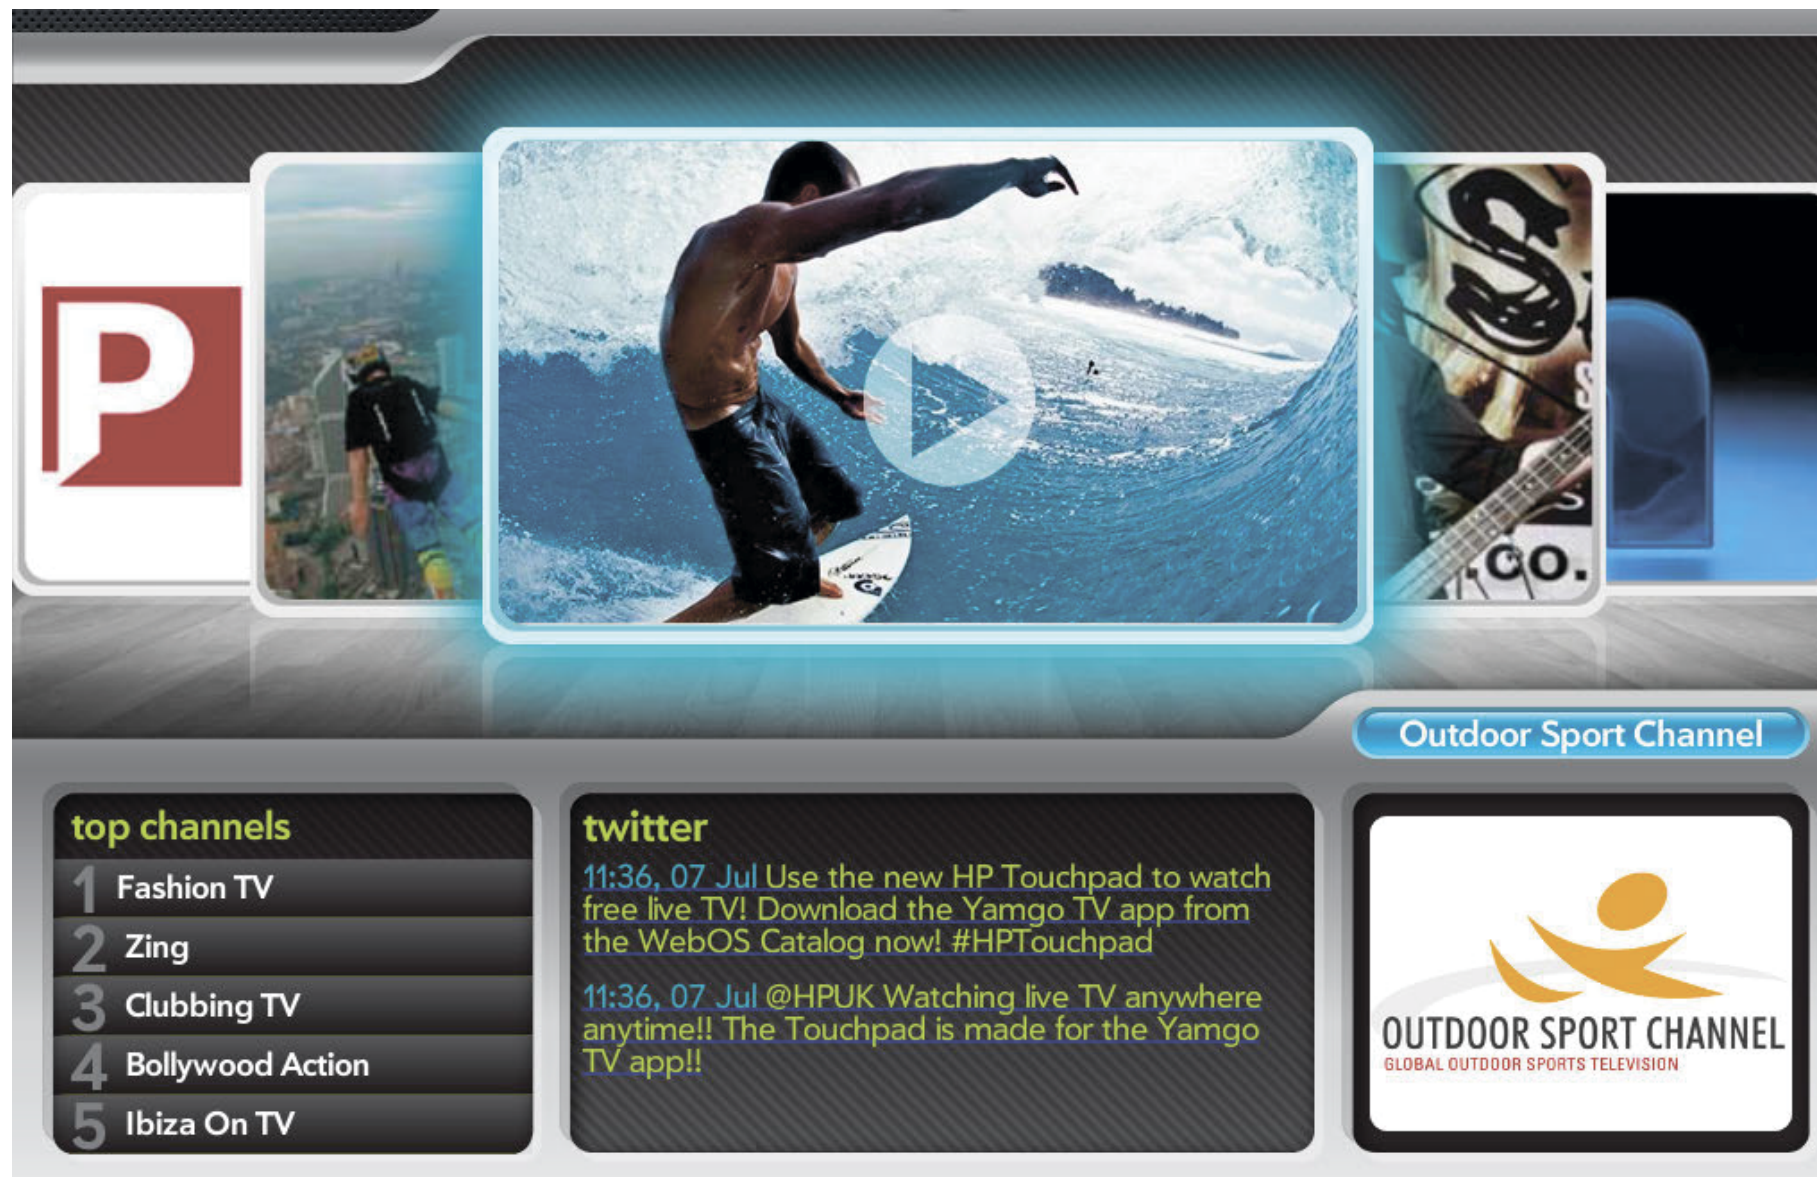 P
S
.co.
Outdoor Sport Channel
top channels
1 Fashion TV
2 Zing
3 Clubbing TV
4 Bollywood Action
5 Ibiza On TV
twitter
11:36, 07 Jul Use the new HP Touchpad to watch
free live TV! Download the Yamgo TV app from
the WebOS Catalog now! #HPTouchpad
11:36, 07 Jul @HPUK Watching live TV anywhere
anytime!! The Touchpad is made for the Yamgo
TV app!!
OUTDOOR SPORT CHANNEL
GLOBAL OUTDOOR SPORTS TELEVISION